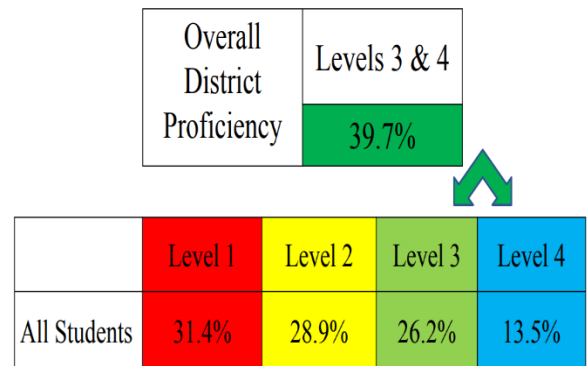 Overall
District
Proficiency
Levels 3 & 4
39.7%
Level 1 Level 2 Level 3 Level 4
All Students 31.4% 28.9% 26.2% 13.5%